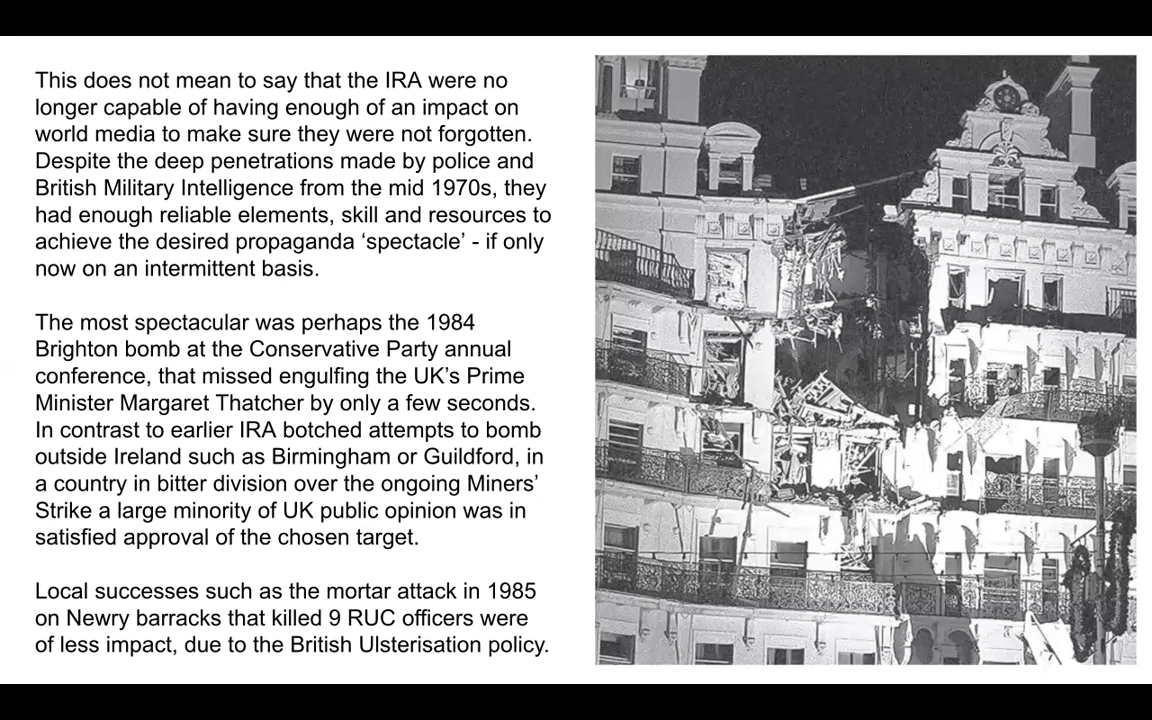 This does not mean to say that the IRA were no
longer capable of having enough of an impact on
world media to make sure they were not forgotten.
Despite the deep penetrations made by police and
British Military Intelligence from the mid 1970s, they
had enough reliable elements, skill and resources to
achieve the desired propaganda ‘spectacle’ - if only
now on an intermittent basis.
The most spectacular was perhaps the 1984
Brighton bomb at the Conservative Party annual
conference, that missed engulfing the UK’s Prime
Minister Margaret Thatcher by only a few seconds.
In contrast to earlier IRA botched attempts to bomb
outside Ireland such as Birmingham or Guildford, in
a country in bitter division over the ongoing Miners’
Strike a large minority of UK public opinion was in
satisfied approval of the chosen target.
Local successes such as the mortar attack in 1985
on Newry barracks that killed 9 RUC officers were
of less impact, due to the British Ulsterisation policy.